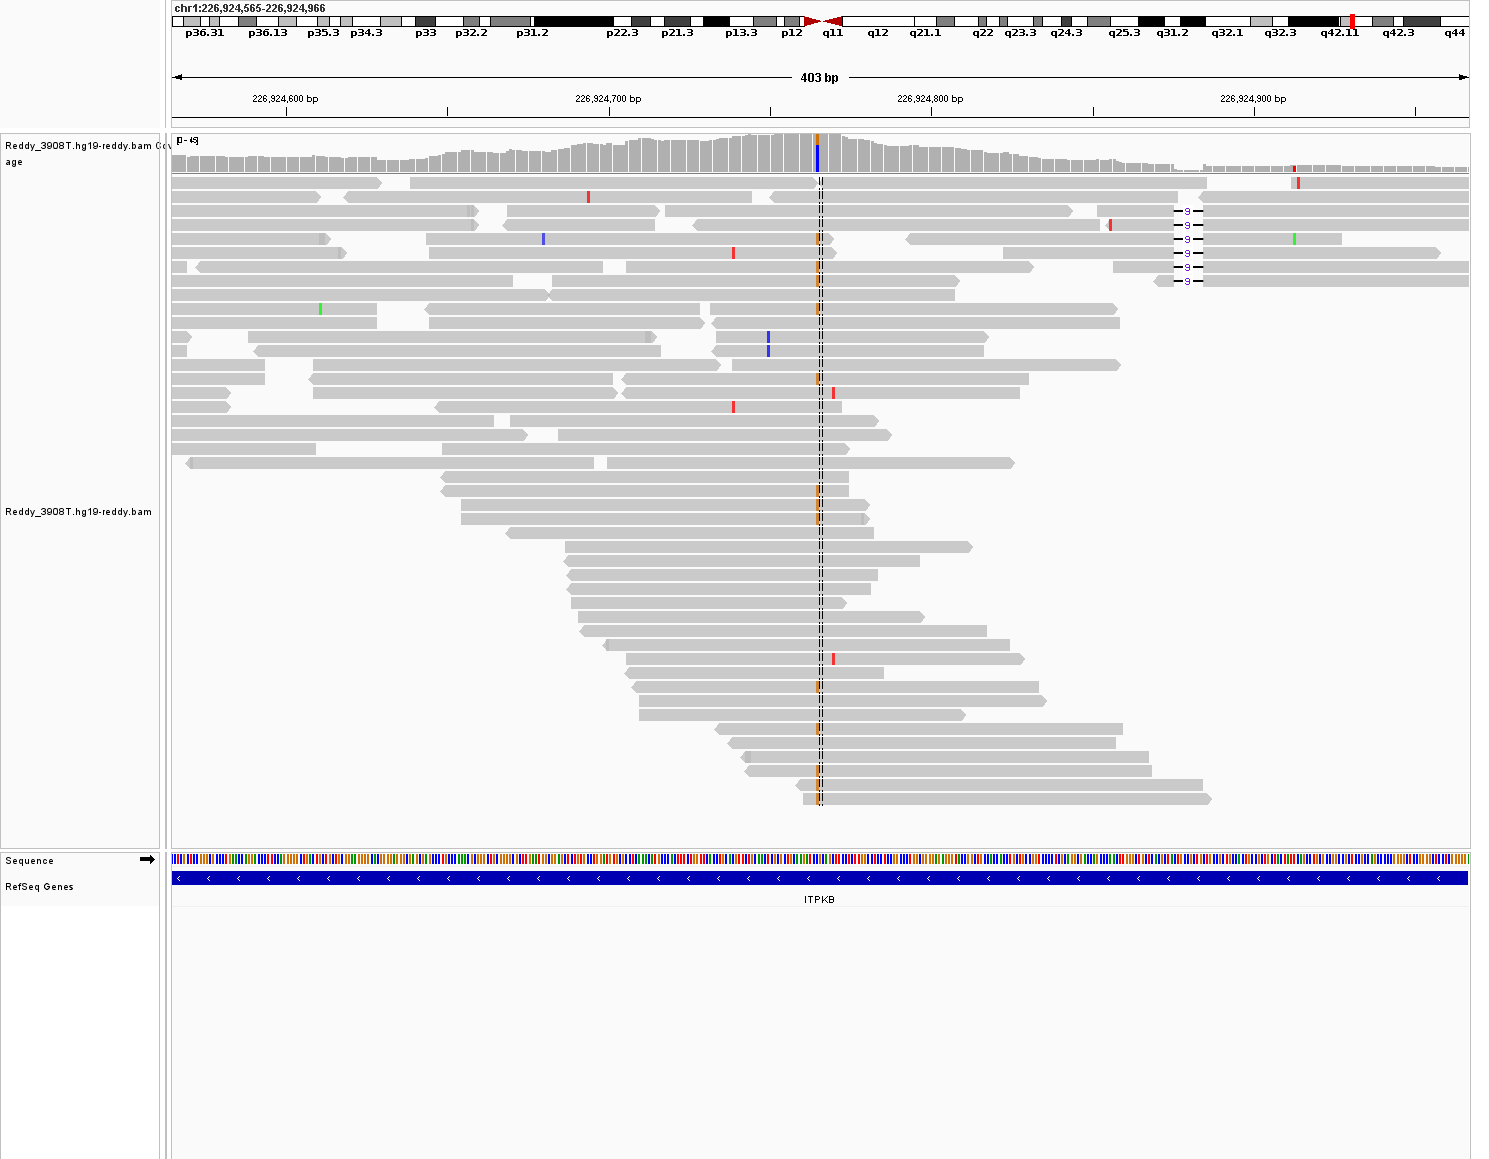 chr1:226,924,565-226,924,966
p36.31 p36.13 p35.3 p34.3 p33 p32.2 p31.2 p22.3 p21.3 p13.3 p12 q11 q12 q21.1 q22 q23.3 q24.3 q25.3 q31.2 q32.1 q32.3 q42.11 q42.3 q44
403 bp
226,924,600 bp 226,924,700 bp 226,924,800 bp 226,924,900 bp
Reddy_3908T.hg19-reddy.bam Cov
age
[0 - 45]
9
9
9
9
9
9
Reddy_3908T.hg19-reddy.bam
Sequence
RefSeq Genes
ITPKB